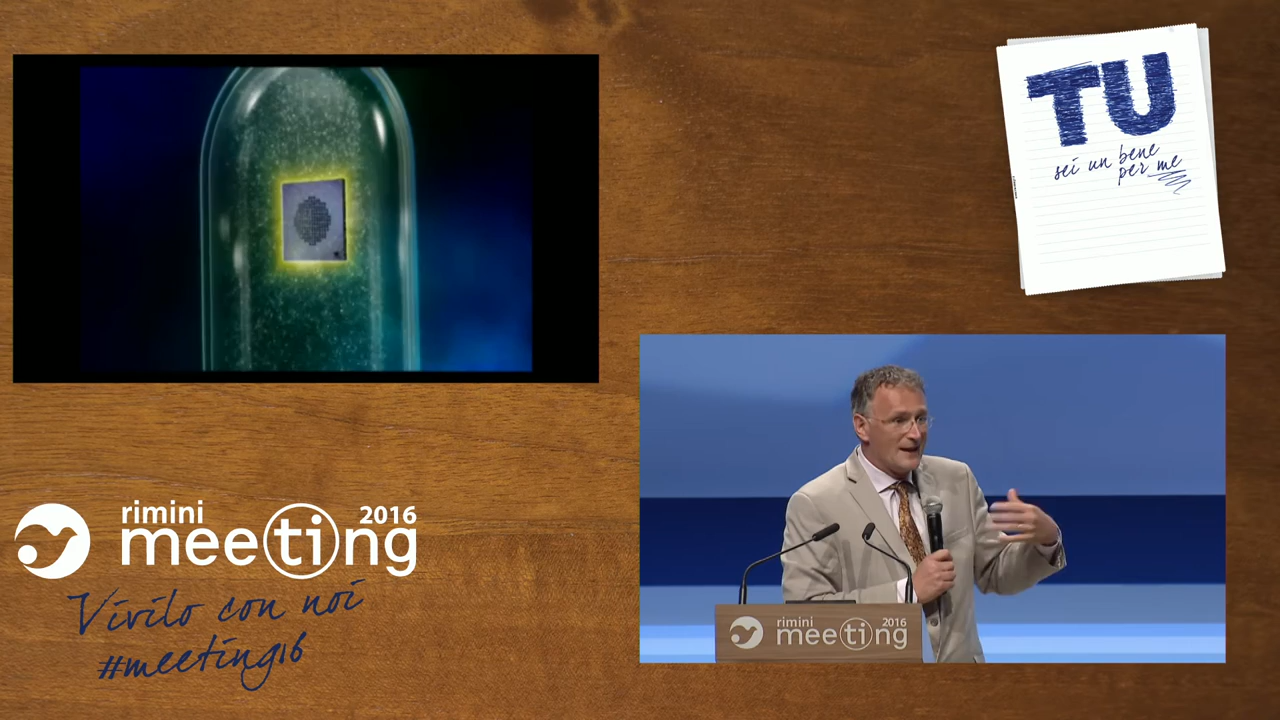 TU
sei un bene
per me
rimini
2016
meeting
Vivilo con noi
#meeting16
rimini
2016
meeting